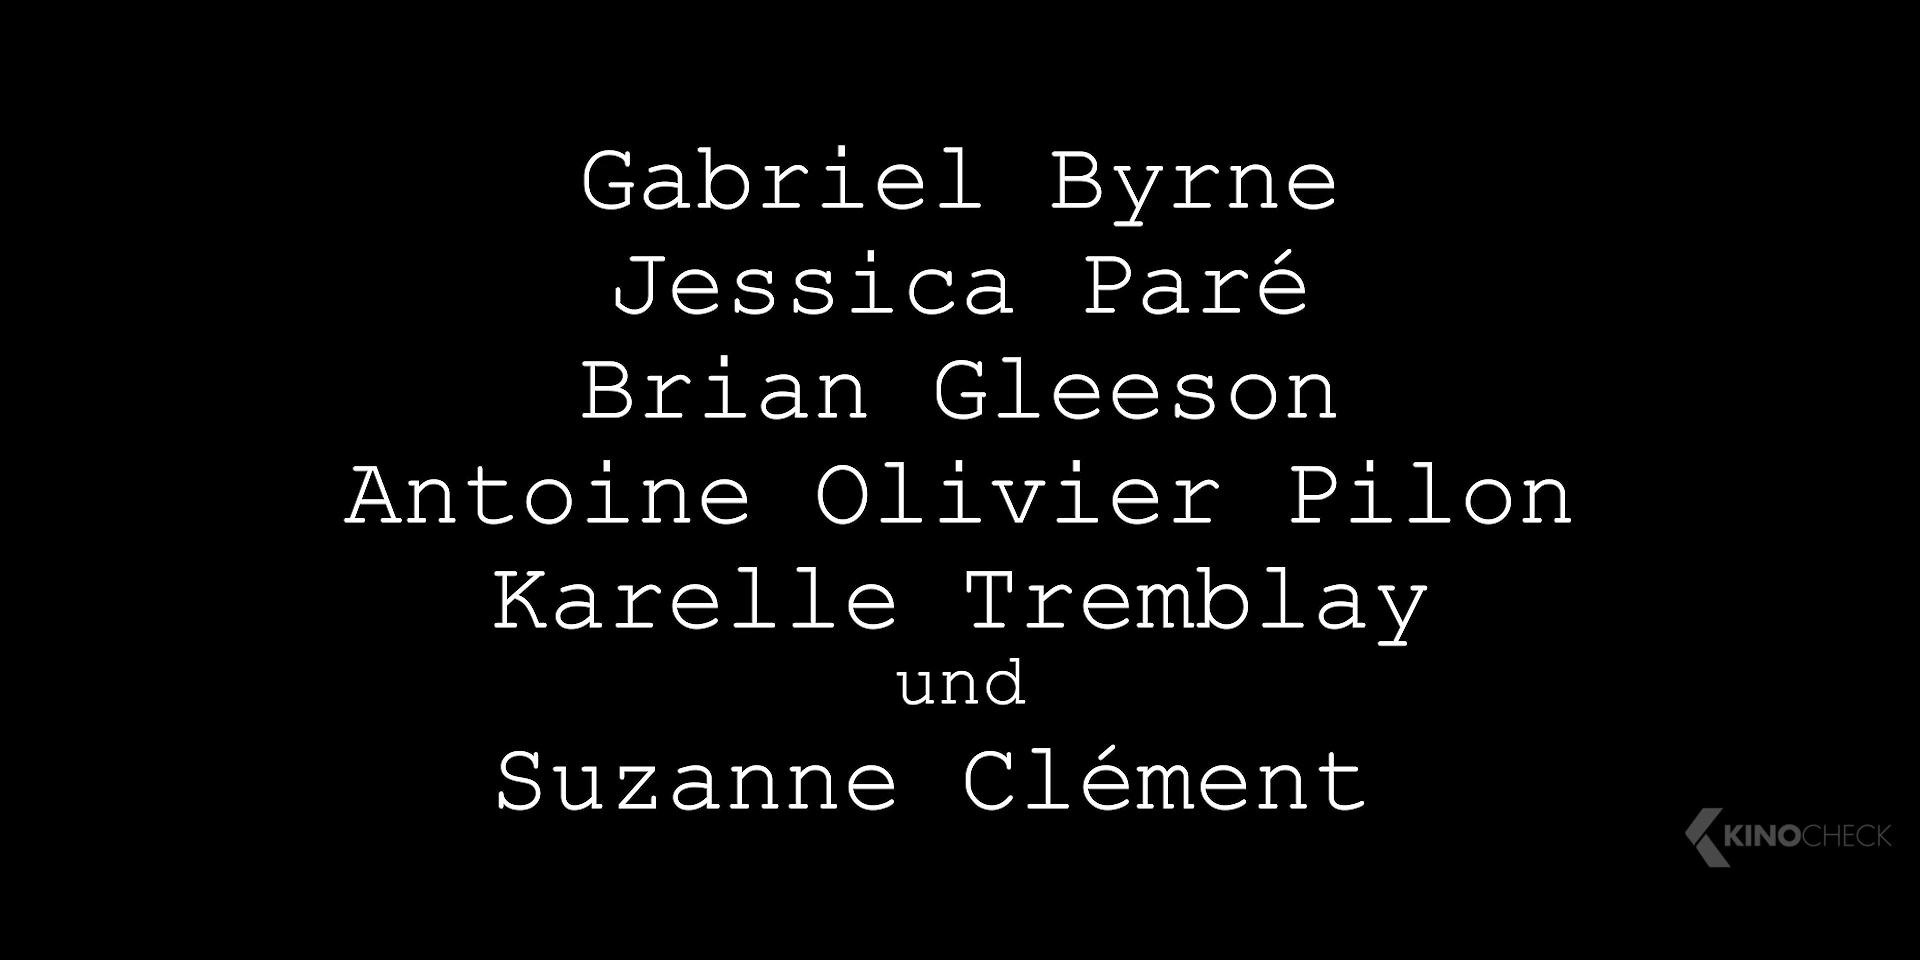 Gabriel Byrne
Jessica Paré
Brian Gleeson
Antoine Olivier Pilon
Karelle Tremblay
und
Suzanne Clément
KINOCHECK